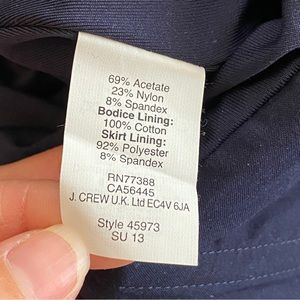 69% Acetate
23% Nylon
8% Spandex
Bodice Lining:
100% Cotton
Skirt Lining:
92% Polyester
8% Spandex
RN77388
CA56445
J. CREW U.K. Ltd EC4V 6JA
Style 45973
SU 13